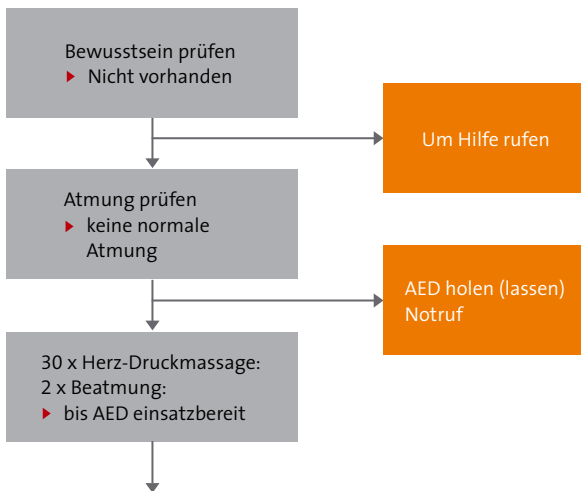 Bewusstsein prüfen
Nicht vorhanden
Um Hilfe rufen
Atmung prüfen
keine normale
Atmung
AED holen (lassen)
Notruf
30 x Herz-Druckmassage:
2 x Beatmung:
bis AED einsatzbereit